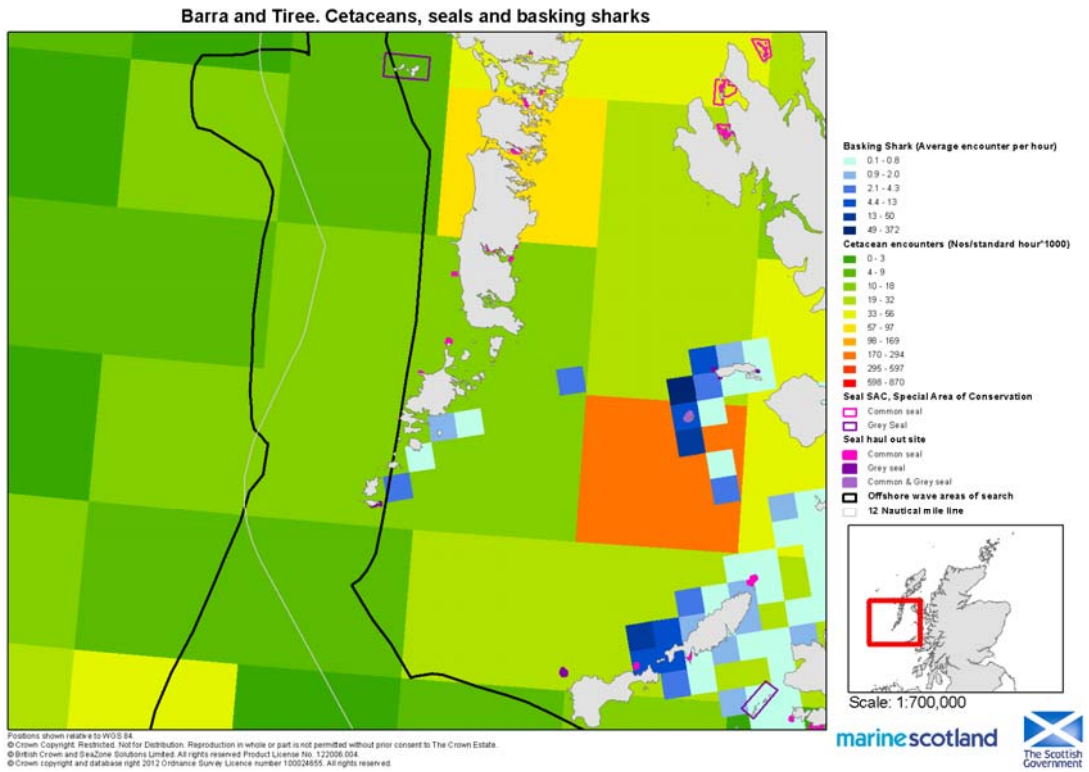 Barra and Tiree. Cetaceans, seals and basking sharks
Basking Shark (Average encounter per hour)
0.1 - 0.8
0.9 - 2.0
2.1 - 4.3
4.4 - 13
13 - 50
49 - 372
Cetacean encounters (Nos/standard hour*1000)
0 - 3
4 - 9
10 - 18
19 - 32
33 - 56
57 - 97
98 - 169
170 - 294
295 - 597
598 - 870
Seal SAC, Special Area of Conservation
Common seal
Grey Seal
Seal haul out site
Common seal
Grey seal
Common & Grey seal
Offshore wave areas of search
12 Nautical mile line
Scale: 1:700,000
marinescotland
The Scottish
Government
Positions shown relative to WGS 84.
© Crown Copyright. Restricted. Not for Distribution. Reproduction in whole or part is not permitted without prior consent to The Crown Estate.
© British Crown and SeaZone Solutions Limited. All rights reserved Product License No. 122006.004.
© Crown copyright and database right 2012 Ordnance Survey Licence number 100024655. All rights reserved.